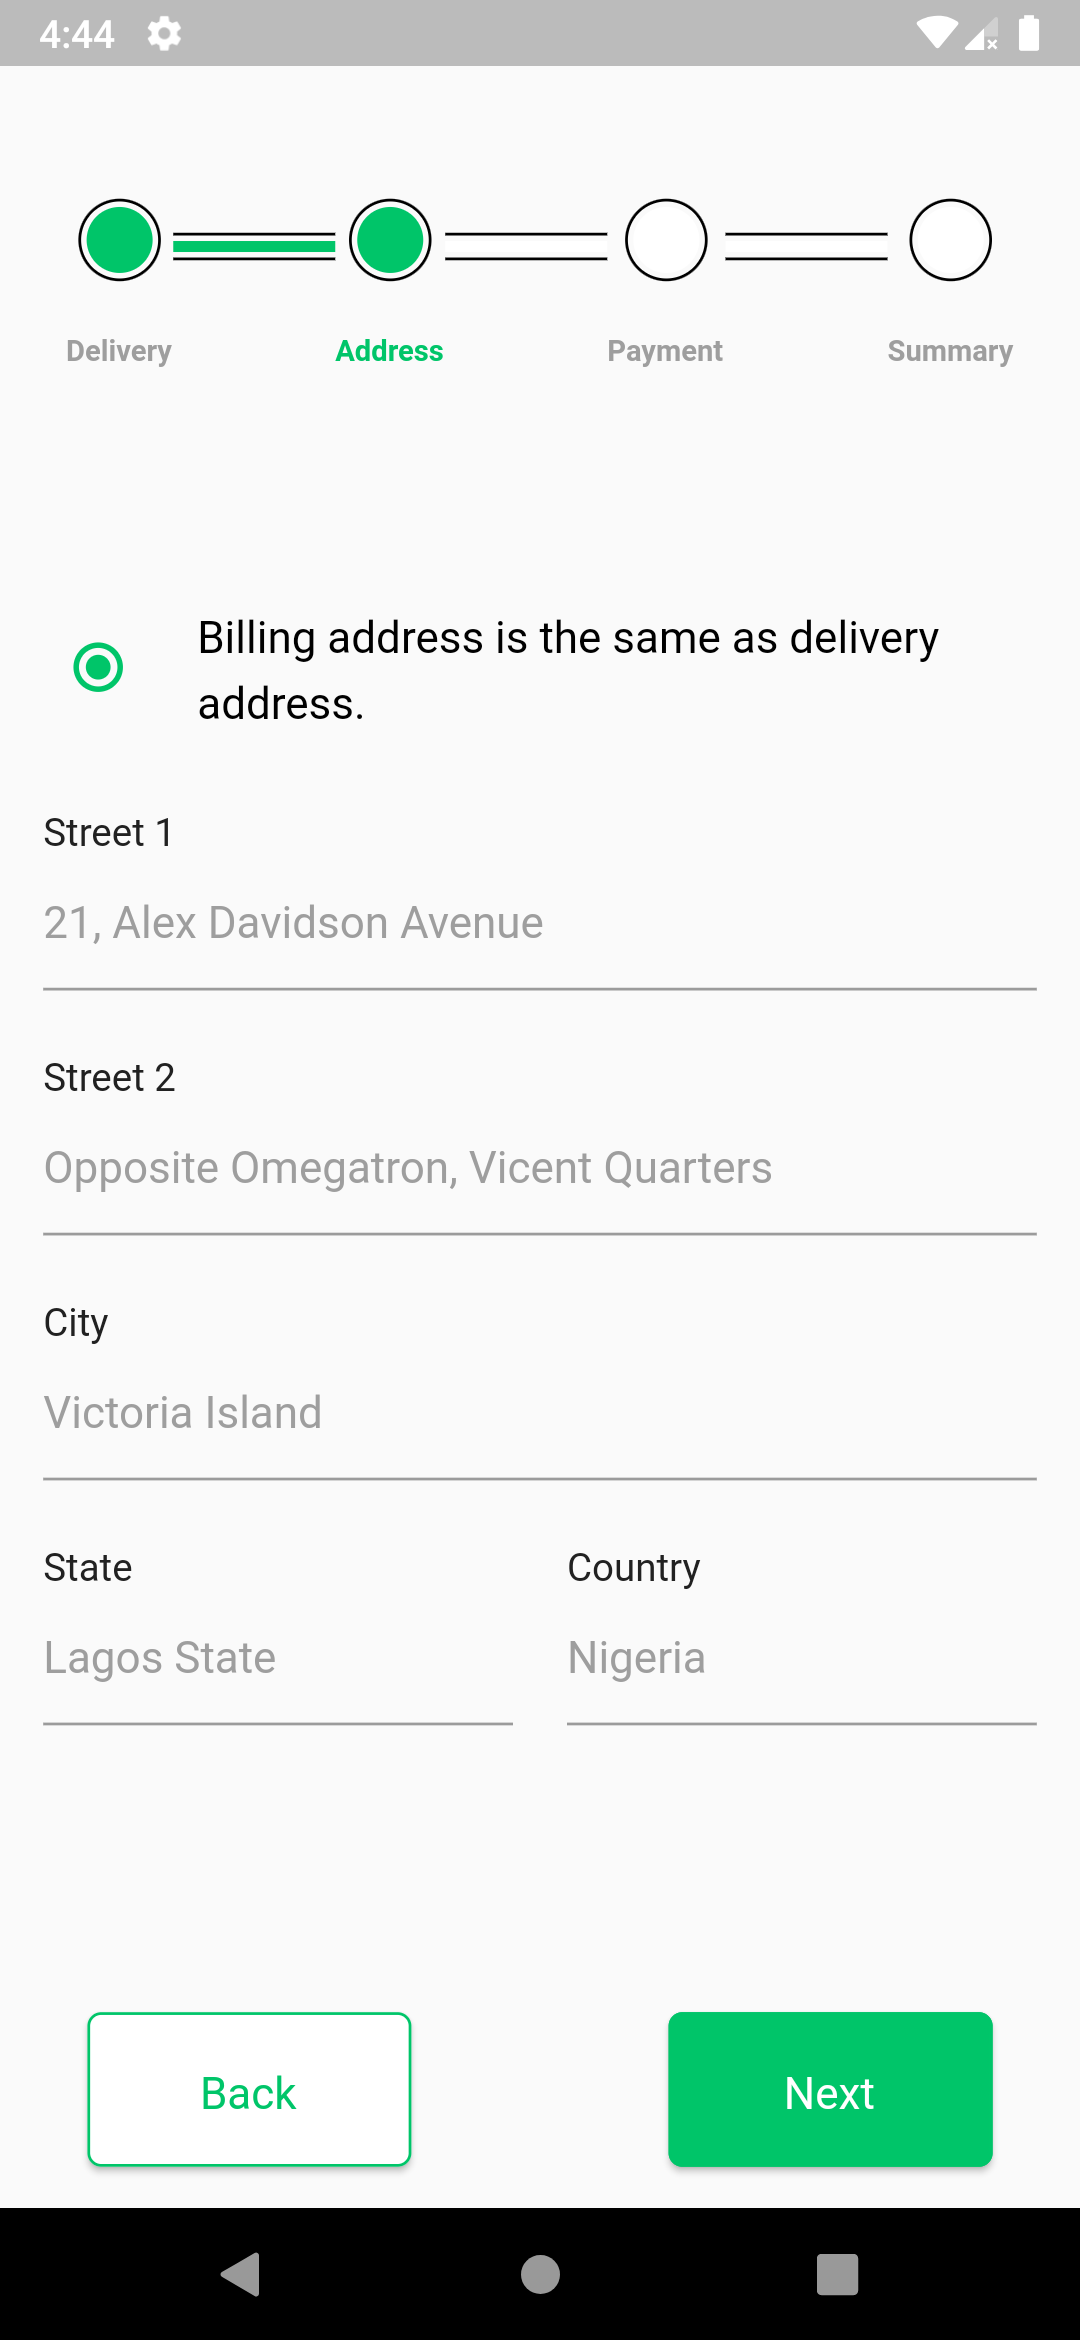 4:44
Delivery Address Payment Summary
Billing address is the same as delivery
address.
Street 1
21, Alex Davidson Avenue
Street 2
Opposite Omegatron, Vicent Quarters
City
Victoria Island
State Country
Lagos State Nigeria
Back Next